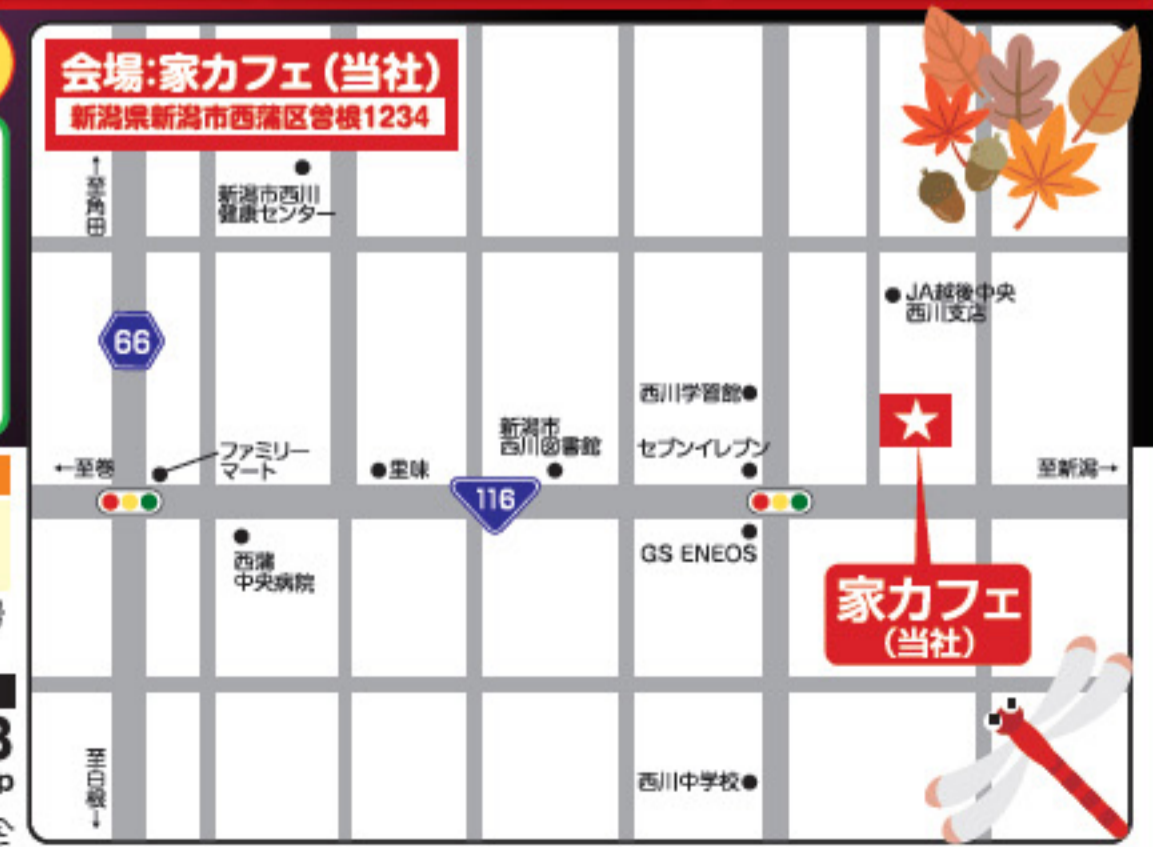 会場:家カフェ(当社)
新潟県新潟市西蒲区曽根1234
↑至角田
新潟市西川
健康センター
JA越後中央
西川支店
66
西川学習館
新潟市
西川図書館
セブンイレブン
ファミリー
マート
←至巻
里味
至新潟→
116
西蒲
中央病院
GS ENEOS
家カフェ
(当社)
至白根→
西川中学校